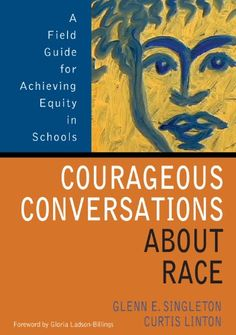 A
Field
Guide for
Achieving
Equity in
Schools
COURAGEOUS
CONVERSATIONS
ABOUT
RACE
GLENN E. SINGLETON
CURTIS LINTON
Foreword by Gloria Ladson-Billings